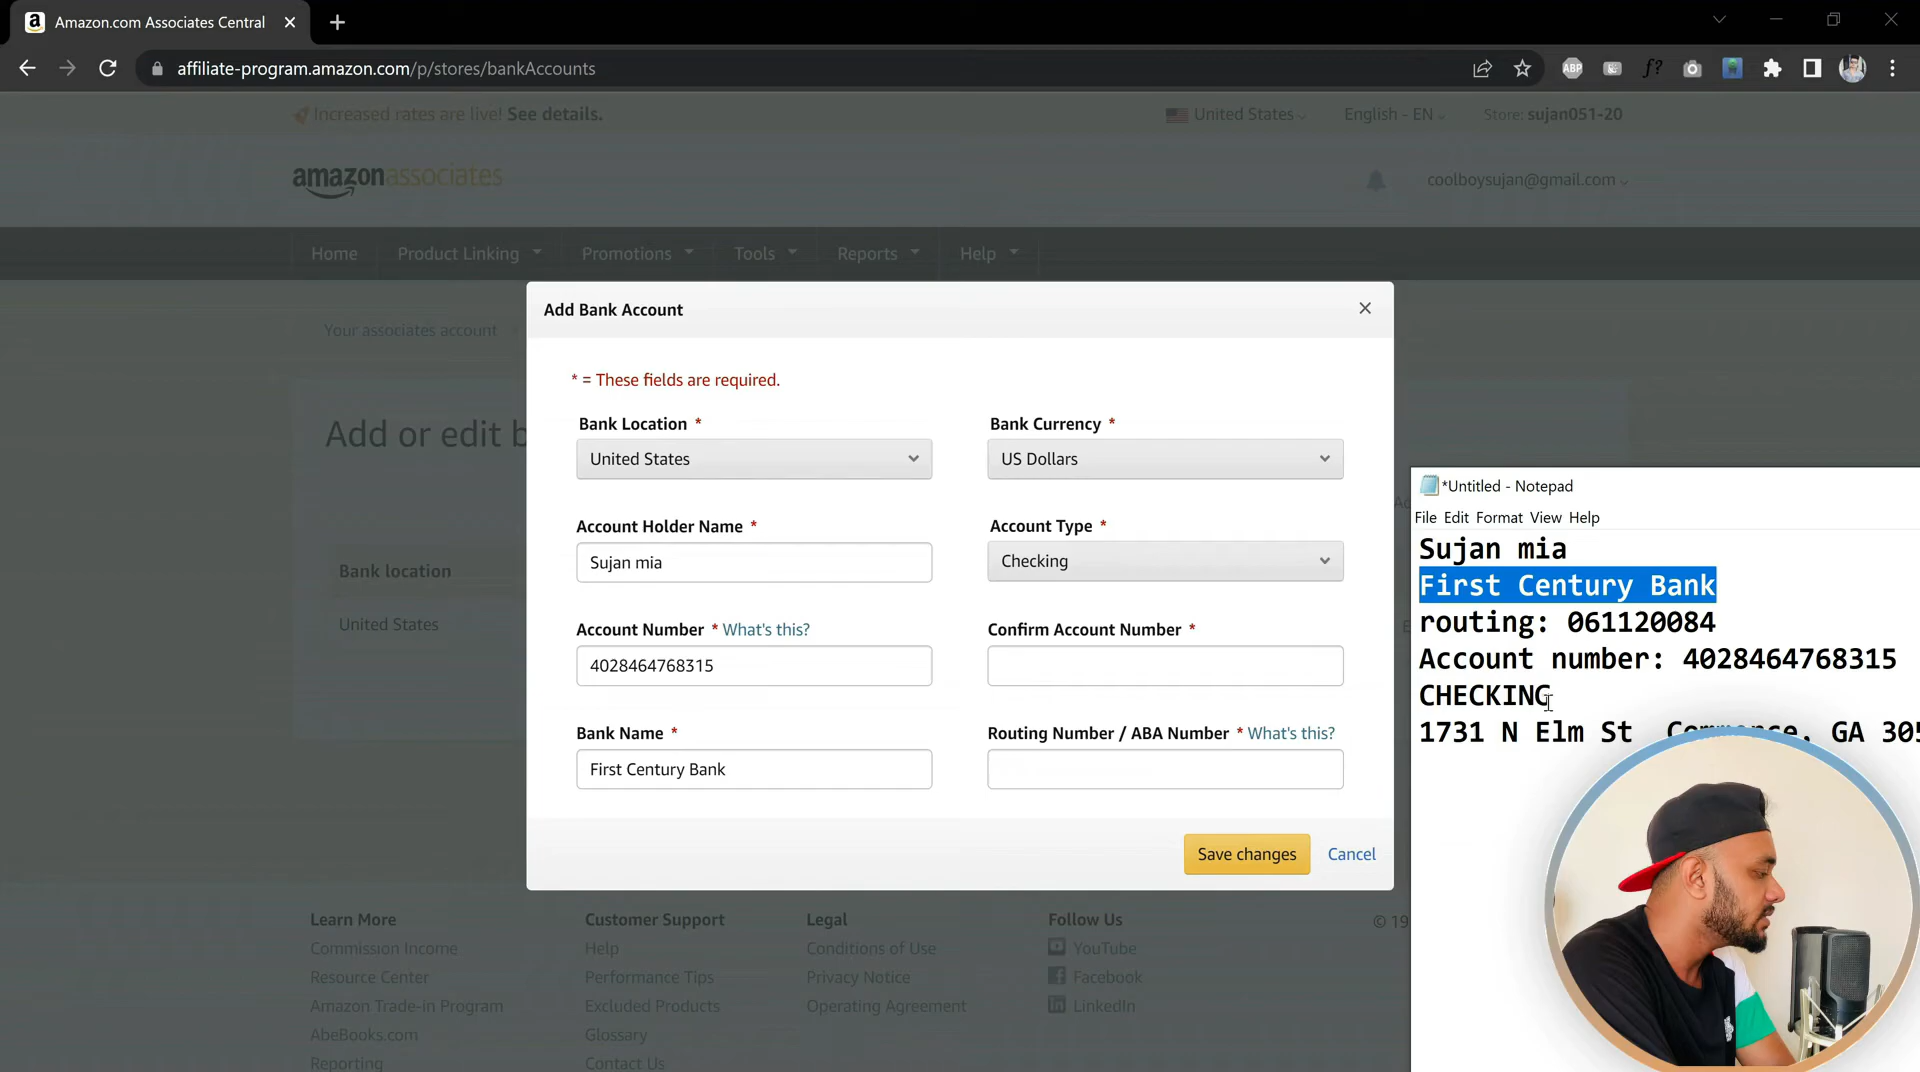 Amazon.com Associates Central
affiliate-program.amazon.com/p/stores/bankAccounts
ABP
f?
Increased rates are live! See details.
United States
English - EN
Store: sujan051-20
amazonassociates
coolboysujan@gmail.com
Home
Product Linking
Promotions
Tools
Reports
Help
Your associates account
Add or edit b
Bank location
United States
Add Bank Account
* = These fields are required.
Bank Location *
Bank Currency *
United States
US Dollars
Account Holder Name *
Account Type *
Sujan mia
Checking
Account Number * What's this?
Confirm Account Number *
4028464768315
Bank Name *
Routing Number / ABA Number * What's this?
First Century Bank
Save changes
Cancel
*Untitled - Notepad
File Edit Format View Help
Sujan mia
First Century Bank
routing: 061120084
Account number: 4028464768315
CHECKING
1731 N Elm St Commerce, GA 305
Learn More
Commission Income
Resource Center
Amazon Trade-in Program
AbeBooks.com
Reporting
Customer Support
Help
Performance Tips
Excluded Products
Glossary
Contact Us
Legal
Conditions of Use
Privacy Notice
Operating Agreement
Follow Us
YouTube
Facebook
LinkedIn
© 19